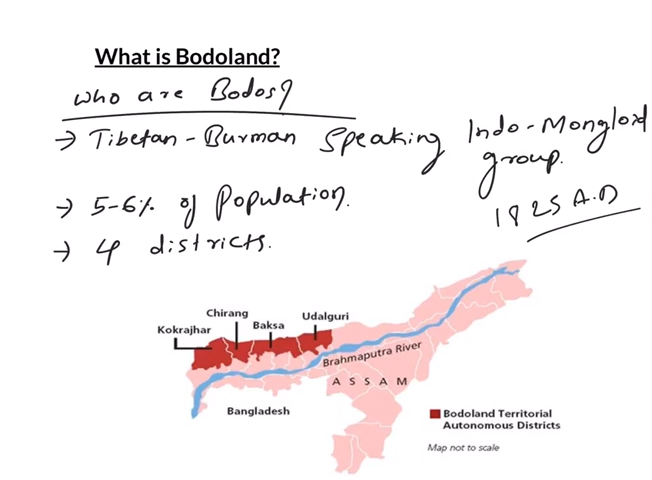 What is Bodoland?
Who are Bodos?
→ Tibetan-Burman Speaking Indo-Mongloid group.
→ 5-6% of Population.
1825 A.D
→ 4 districts.
Chirang
Udalguri
Kokrajhar
Baksa
Brahmaputra River
ASSAM
Bangladesh
Bodoland Territorial
Autonomous Districts
Map not to scale